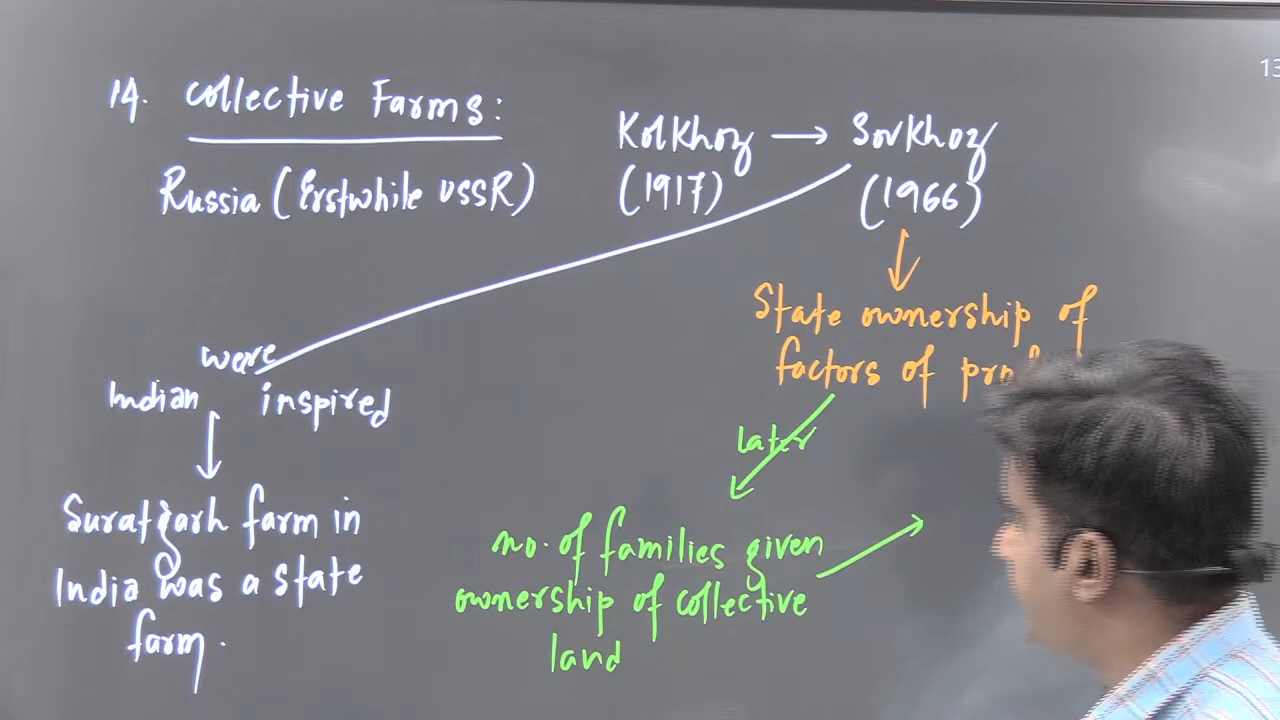 13
14. Collective Farms:
Kolkhoz → Sovkhoz
Russia (Erstwhile USSR)
(1917)
(1966)
State ownership of
factors of
were
Indian inspired
later
Suratgarh farm in
India was a state
farm.
no. of families given
ownership of collective
land